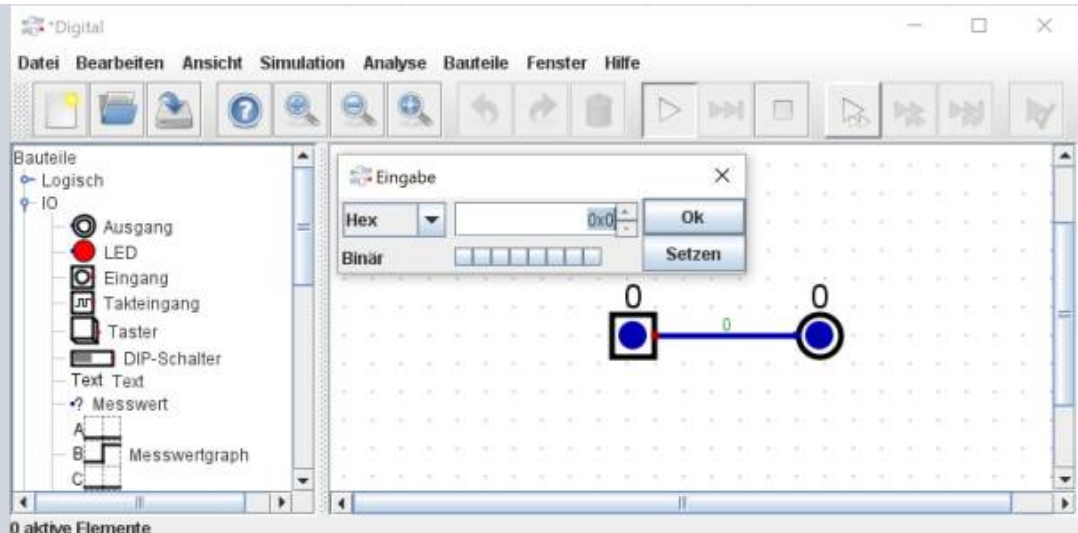 *Digital
Datei Bearbeiten Ansicht Simulation Analyse Bauteile Fenster Hilfe
Bauteile
Logisch
IO
Ausgang
LED
Eingang
Takteingang
Taster
DIP-Schalter
Text Text
? Messwert
A
B Messwertgraph
C
Eingabe
Hex 0x0 Ok
Binär Setzen
0 0
0
0 aktive Elemente